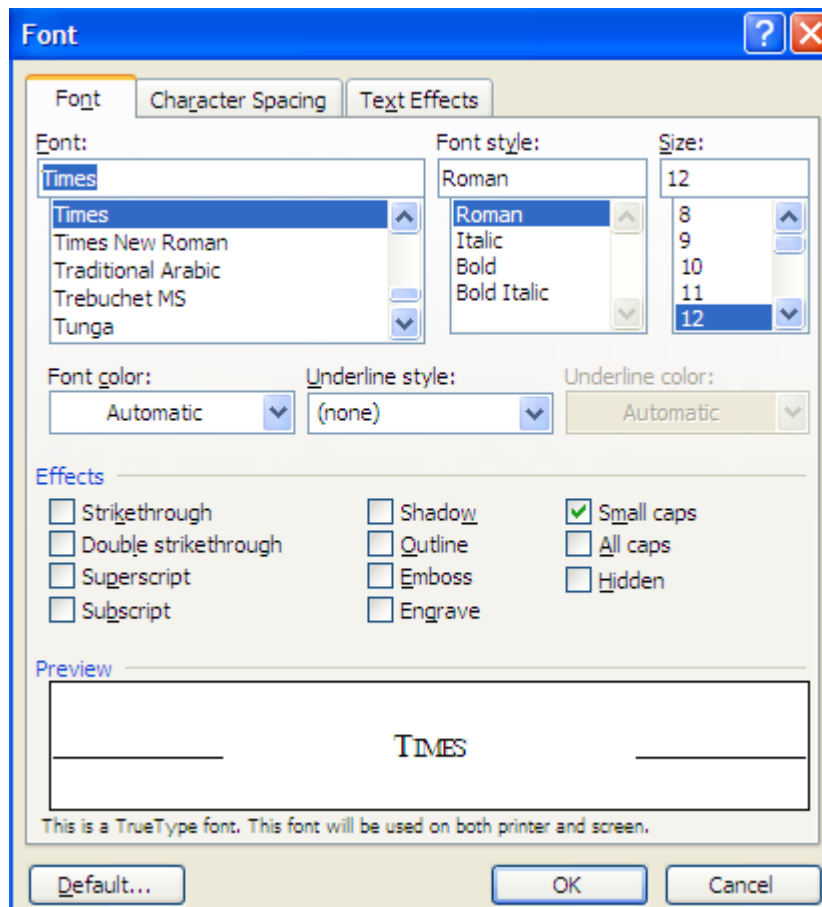 Font
?
Font Character Spacing Text Effects
Font: Font style: Size:
Times Roman 12
Times Roman 8
Times New Roman Italic 9
Traditional Arabic Bold 10
Trebuchet MS Bold Italic 11
Tunga 12
Font color: Underline style: Underline color:
Automatic (none) Automatic
Effects
Strikethrough Shadow Small caps
Double strikethrough Outline All caps
Superscript Emboss Hidden
Subscript Engrave
Preview
TIMES
This is a TrueType font. This font will be used on both printer and screen.
Default... OK Cancel